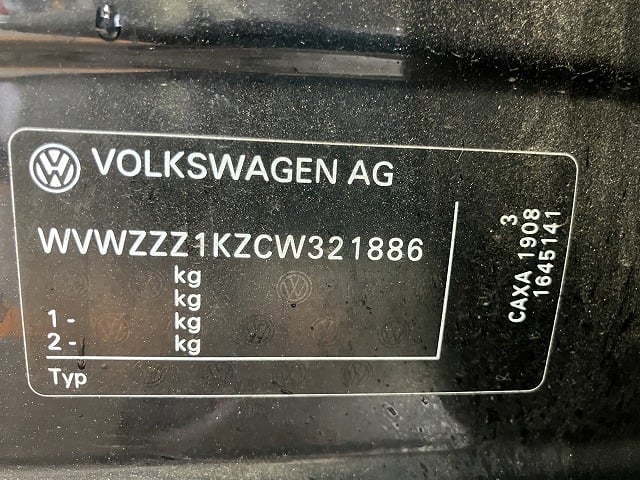 VOLKSWAGEN AG
WVWZZZ1KZCW321886
kg
kg
1 - kg
2 - kg
Typ
3
CAXA 1908
1645141